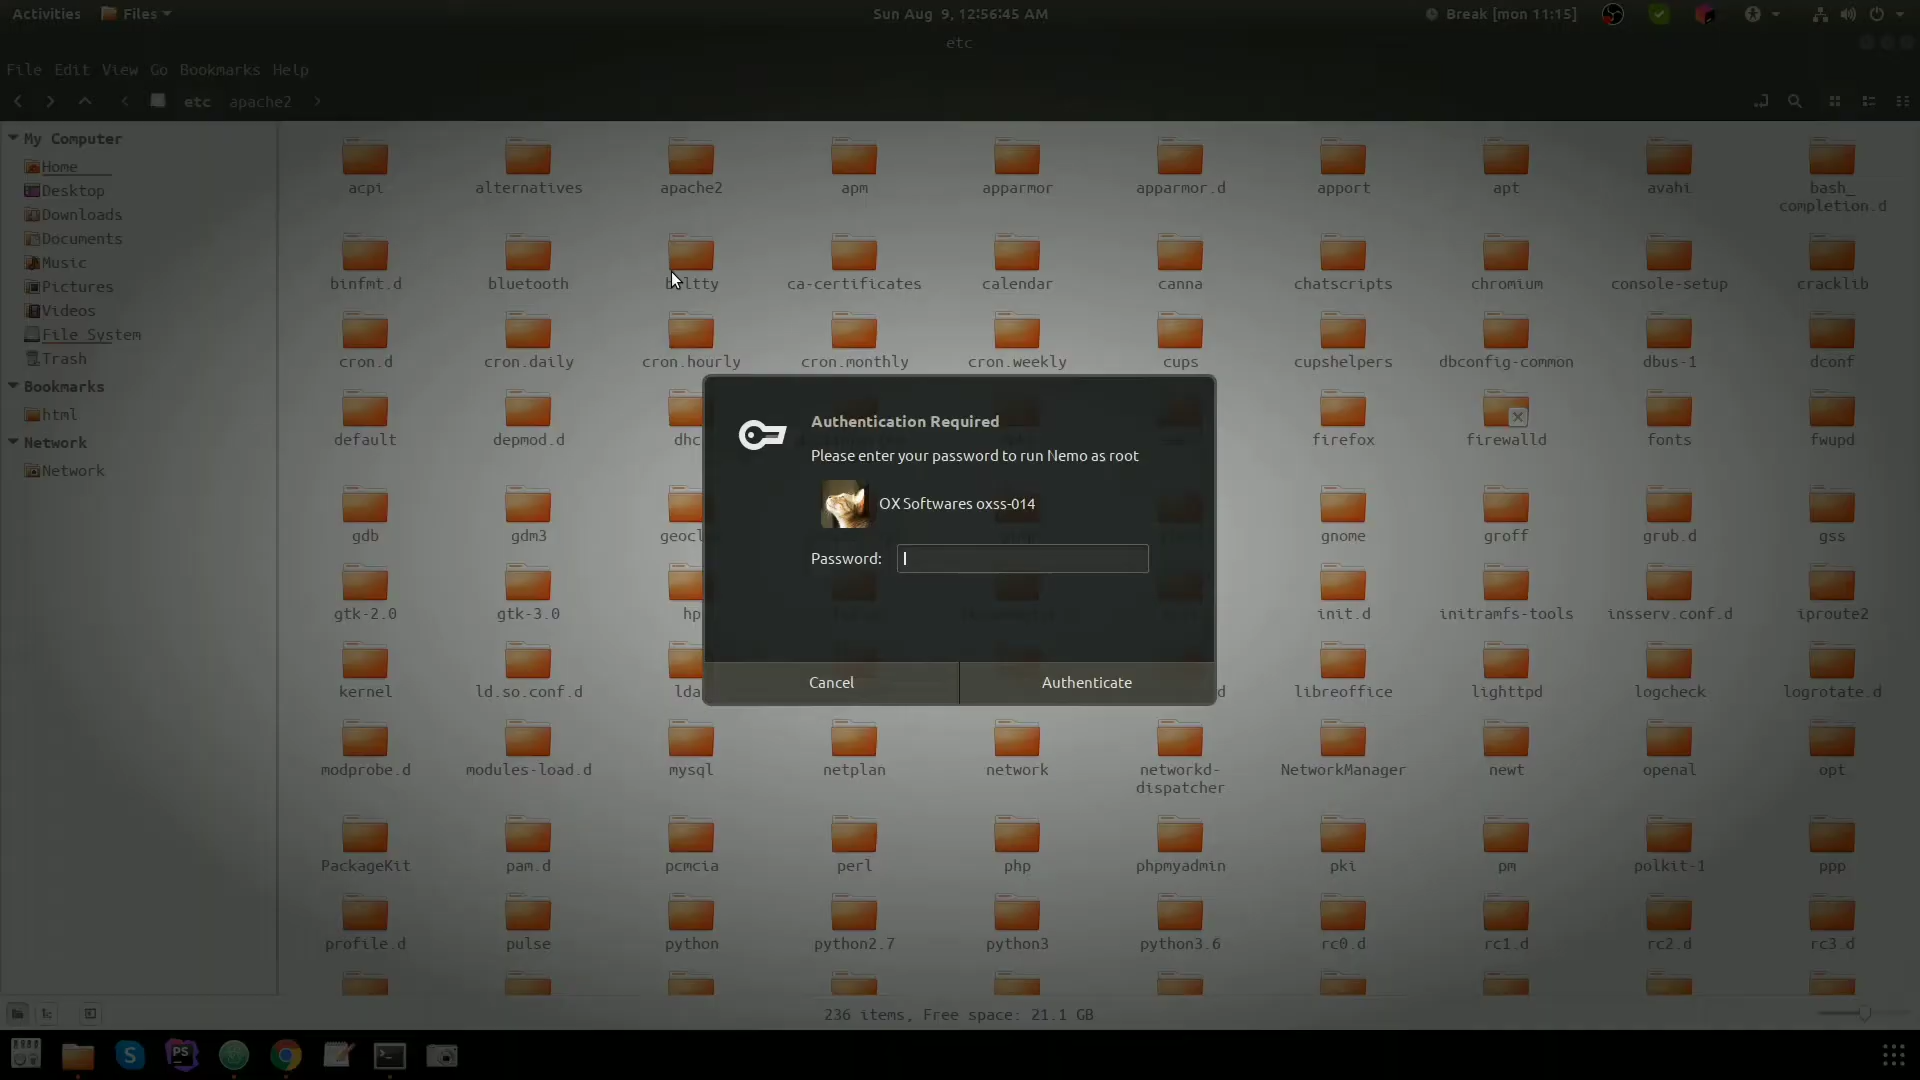 Activities
Files
Sun Aug 9, 12:56:45 AM
Break [mon 11:15]
etc
File Edit View Go Bookmarks Help
etc apache2
My Computer
Home
Desktop
Downloads
Documents
Music
Pictures
Videos
File System
Trash
Bookmarks
html
Network
Network
acpi alternatives apache2 apm apparmor apparmor.d apport apt avahi bash_
completion.d
binfmt.d bluetooth ca-certificates calendar canna chatscripts chromium console-setup cracklib
cron.d cron.daily cron.hourly cron.monthly cron.weekly cups cupshelpers dbconfig-common dbus-1 dconf
default depmod.d dhc firefox firewalld fonts fwupd
gdb gdm3 geocl gnome groff grub.d gss
gtk-2.0 gtk-3.0 hp init.d initramfs-tools insserv.conf.d iproute2
kernel ld.so.conf.d lda d libreoffice lighttpd logcheck logrotate.d
modprobe.d modules-load.d mysql netplan network networkd-
dispatcher NetworkManager newt openal opt
PackageKit pam.d pcmcia perl php phpmyadmin pki pm polkit-1 ppp
profile.d pulse python python2.7 python3 python3.6 rc0.d rc1.d rc2.d rc3.d
Authentication Required
Please enter your password to run Nemo as root
OX Softwares oxss-014
Password:
Cancel
Authenticate
236 items, Free space: 21.1 GB
S
PS